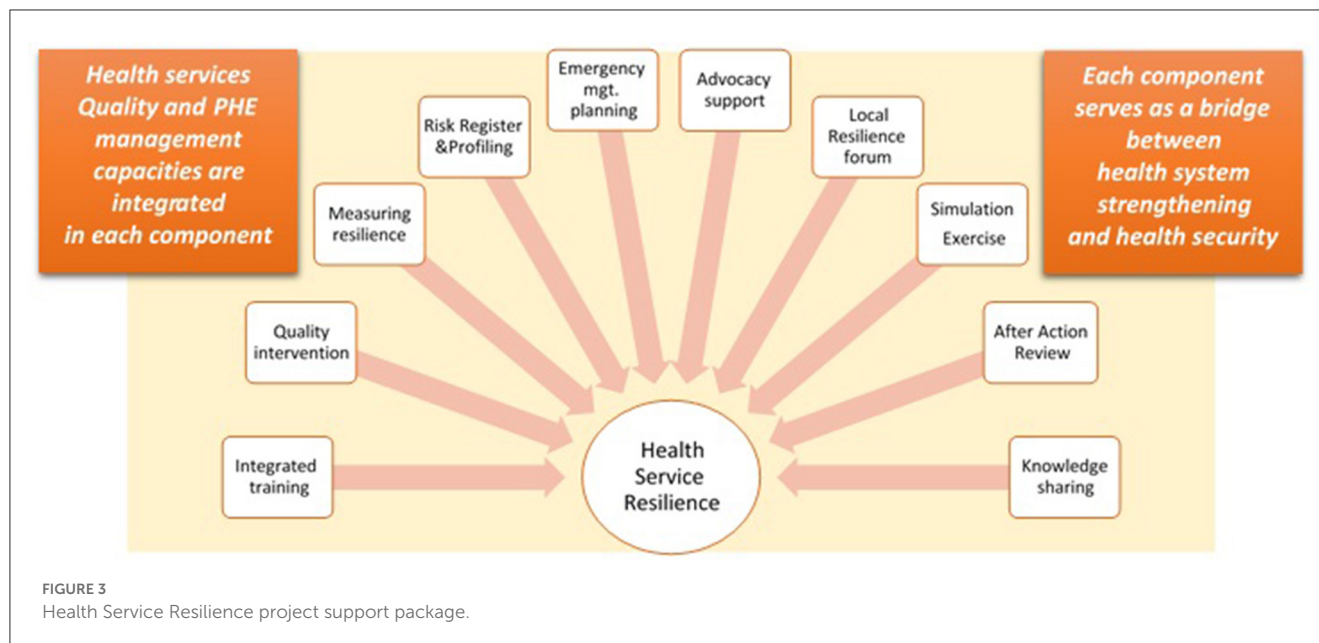 Health services
Quality and PHE
management
capacities are
integrated
in each component
Emergency
mgt.
planning
Advocacy
support
Each component
serves as a bridge
between
health system
strengthening
and health security
Risk Register
&Profiling
Local
Resilience
forum
Measuring
resilience
Simulation
Exercise
Quality
intervention
After Action
Review
Integrated
training
Health
Service
Resilience
Knowledge
sharing
FIGURE 3
Health Service Resilience project support package.